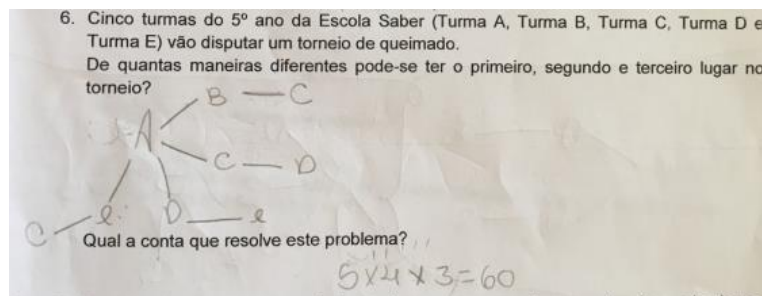 6. Cinco turmas do 5º ano da Escola Saber (Turma A, Turma B, Turma C, Turma D e
Turma E) vão disputar um torneio de queimado.
De quantas maneiras diferentes pode-se ter o primeiro, segundo e terceiro lugar no
torneio?
B — C
A
C — D
C — e
D — e
Qual a conta que resolve este problema?
5x4x3=60